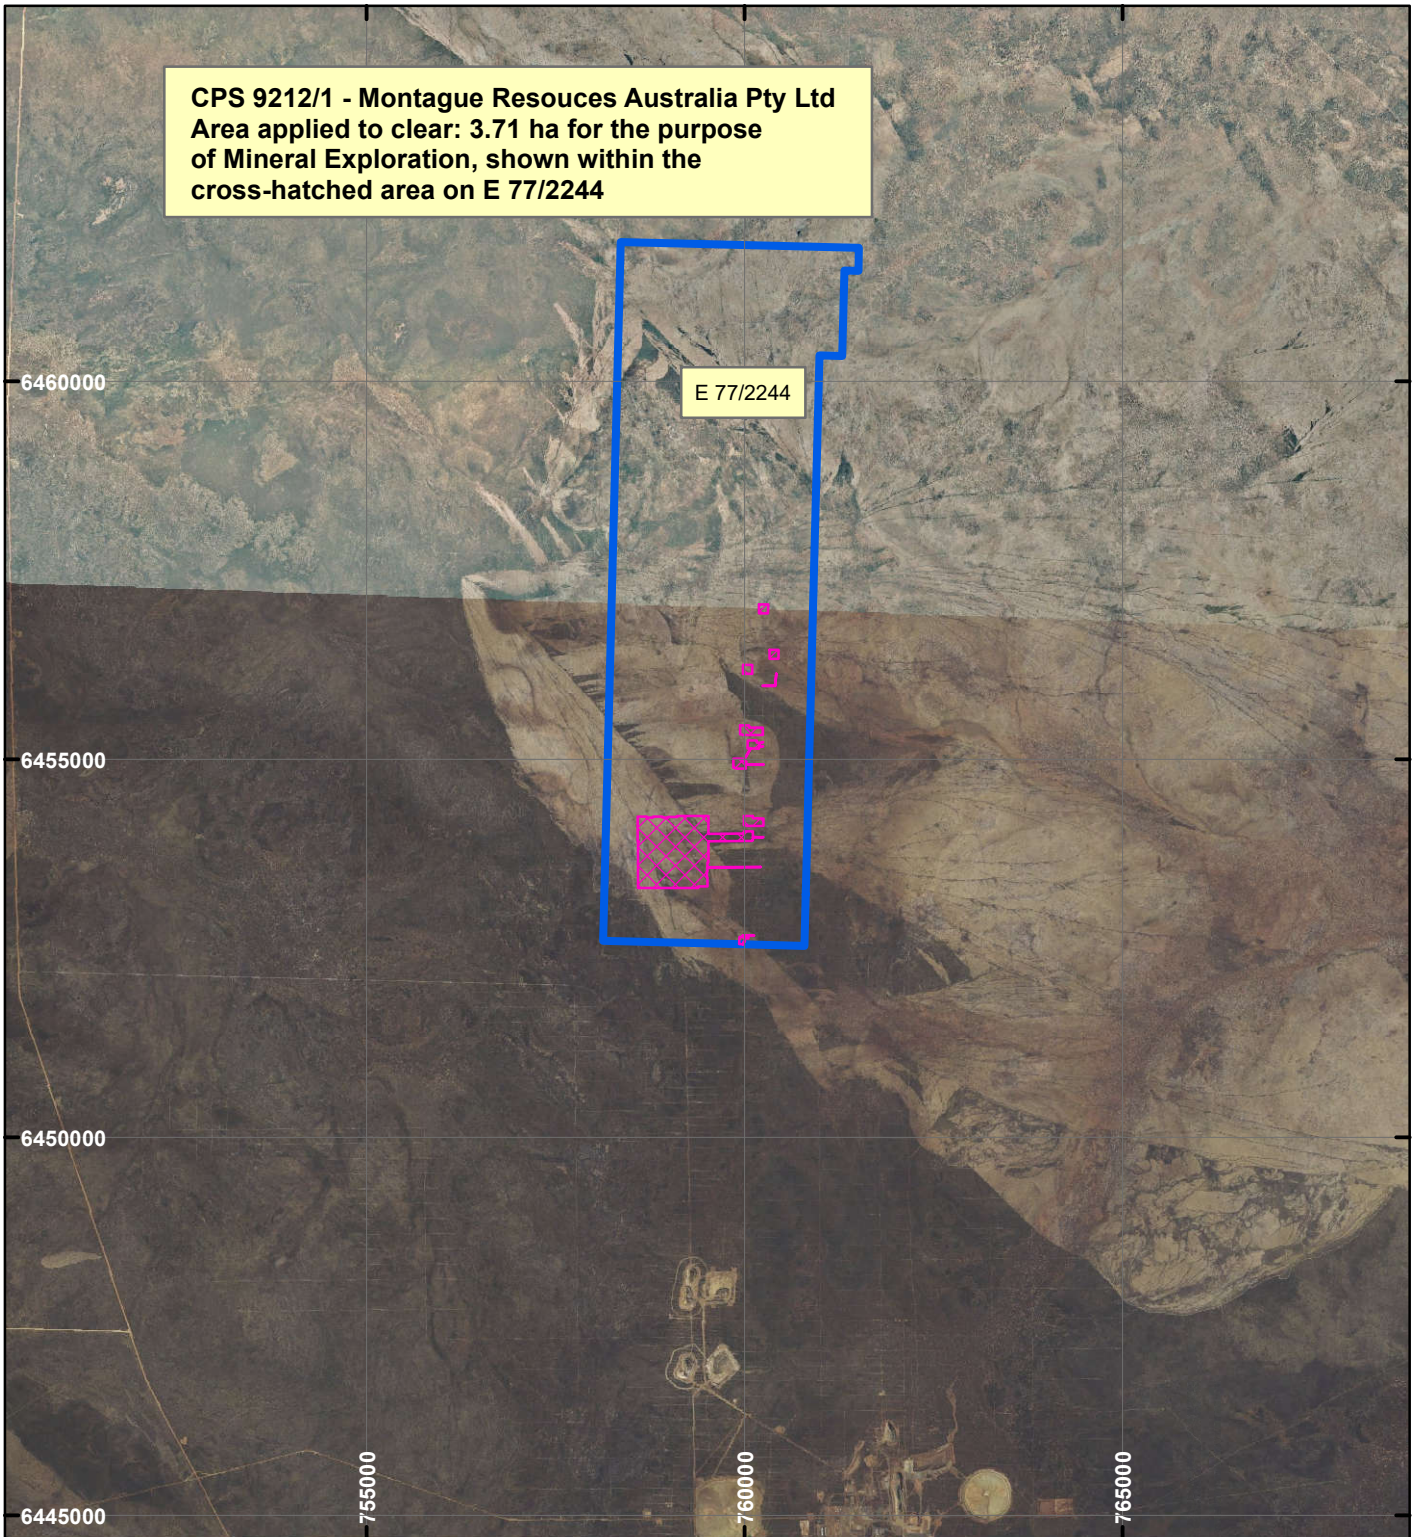 CPS 9212/1 - Montague Resouces Australia Pty Ltd
Area applied to clear: 3.71 ha for the purpose
of Mineral Exploration, shown within the
cross-hatched area on E 77/2244
6460000
E 77/2244
6455000
6450000
6445000
755000
760000
765000